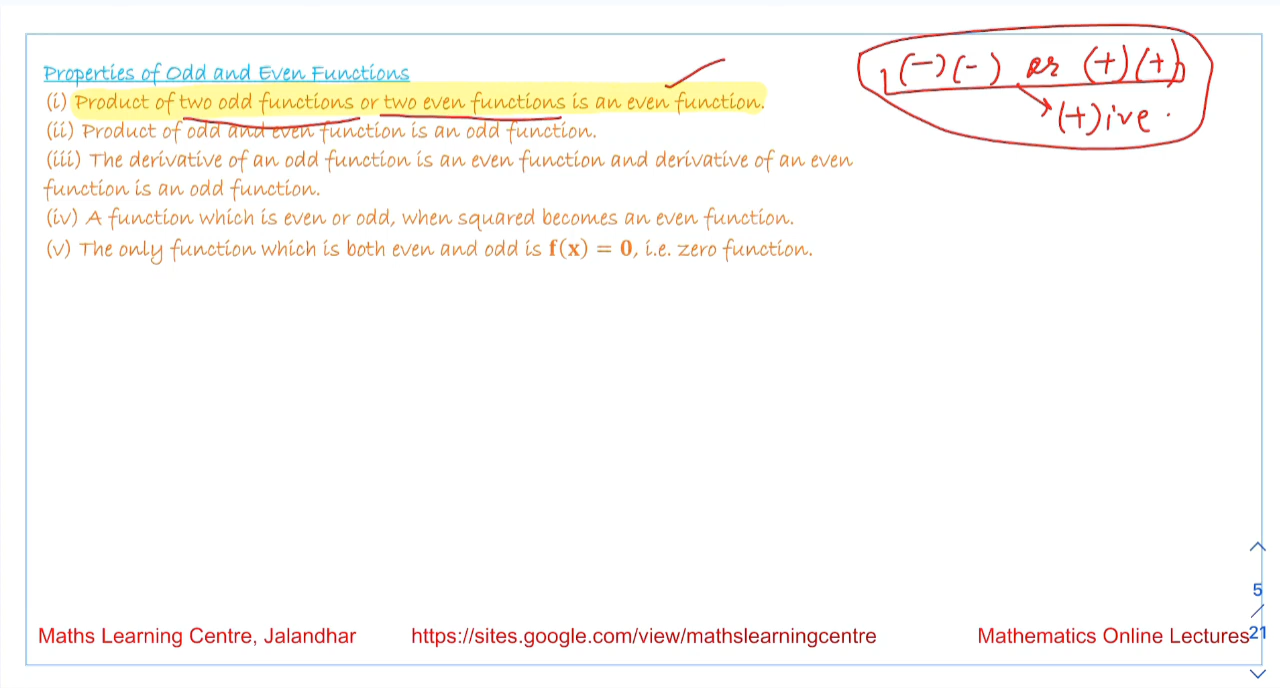 Properties of Odd and Even Functions
(i) Product of two odd functions or two even functions is an even function.
(ii) Product of odd and even function is an odd function.
(iii) The derivative of an odd function is an even function and derivative of an even
function is an odd function.
(iv) A function which is even or odd, when squared becomes an even function.
(v) The only function which is both even and odd is f(x) = 0, i.e. zero function.
(-)(-) or (+)(+)
(+)ive.
5
/
21
Maths Learning Centre, Jalandhar
https://sites.google.com/view/mathslearningcentre
Mathematics Online Lectures